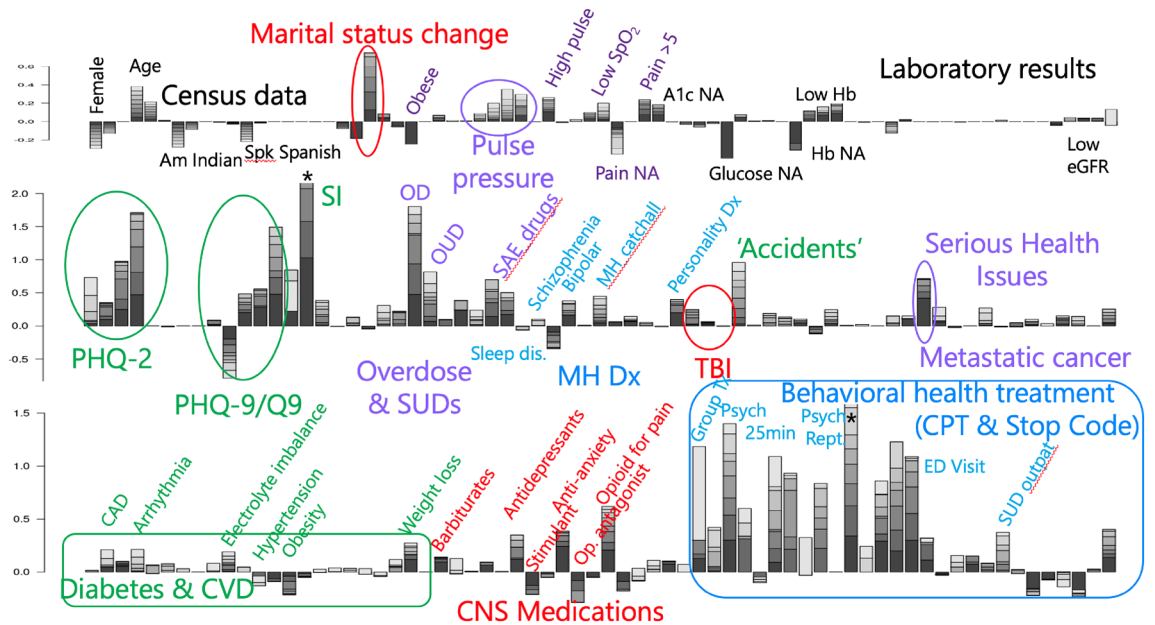 Marital status change
High pulse
Low SpO₂
Pain >5
Laboratory results
0.6
0.4
0.2
0.0
-0.2
Female
Age
Census data
Obese
A1c NA
Low Hb
Am Indian
Spk Spanish
Pulse
pressure
Pain NA
Glucose NA
Hb NA
Low
eGFR
2.0
1.5
1.0
0.5
0.0
-0.5
*
SI
OD
OUD
SAE_drugs
Schizophrenia
Bipolar
MH_catchall
Personality Dx
'Accidents'
Serious Health
Issues
PHQ-2
PHQ-9/Q9
Overdose
& SUDs
Sleep dis.
MH Dx
TBI
Metastatic cancer
1.5
1.0
0.5
0.0
CAD
Arrhythmia
Electrolyte imbalance
Hypertension
Obesity
Weight loss
Barbiturates
Antidepressants
Stimulant
Anti-anxiety
Op. antagonist
Opioid for pain
Diabetes & CVD
CNS Medications
Behavioral health treatment
(CPT & Stop Code)
Group Tx
Psych
25min
Psych
Rept.
*
ED Visit
SUD outpat